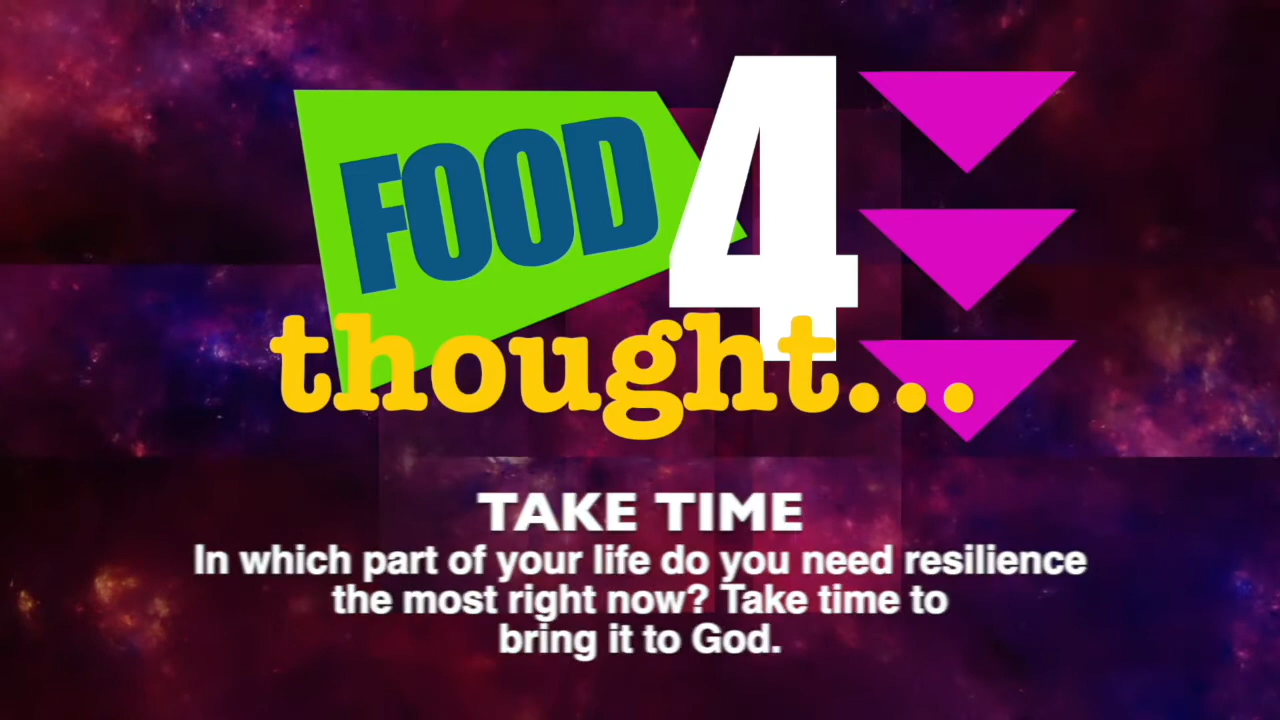 FOOD 4
thought...
TAKE TIME
In which part of your life do you need resilience
the most right now? Take time to
bring it to God.